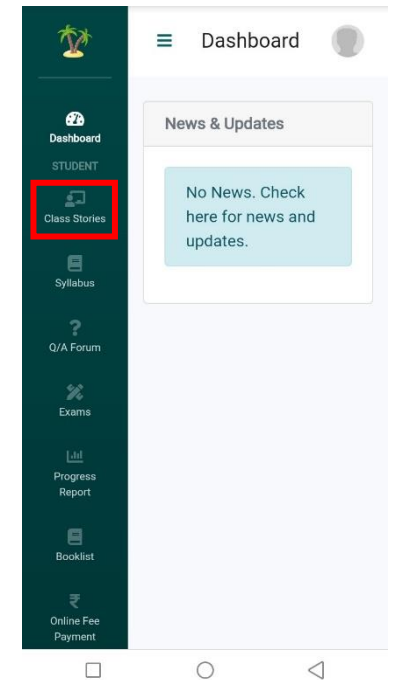 Dashboard
Dashboard
STUDENT
Class Stories
Syllabus
?
Q/A Forum
Exams
Progress
Report
Booklist
₹
Online Fee
Payment
News & Updates
No News. Check
here for news and
updates.